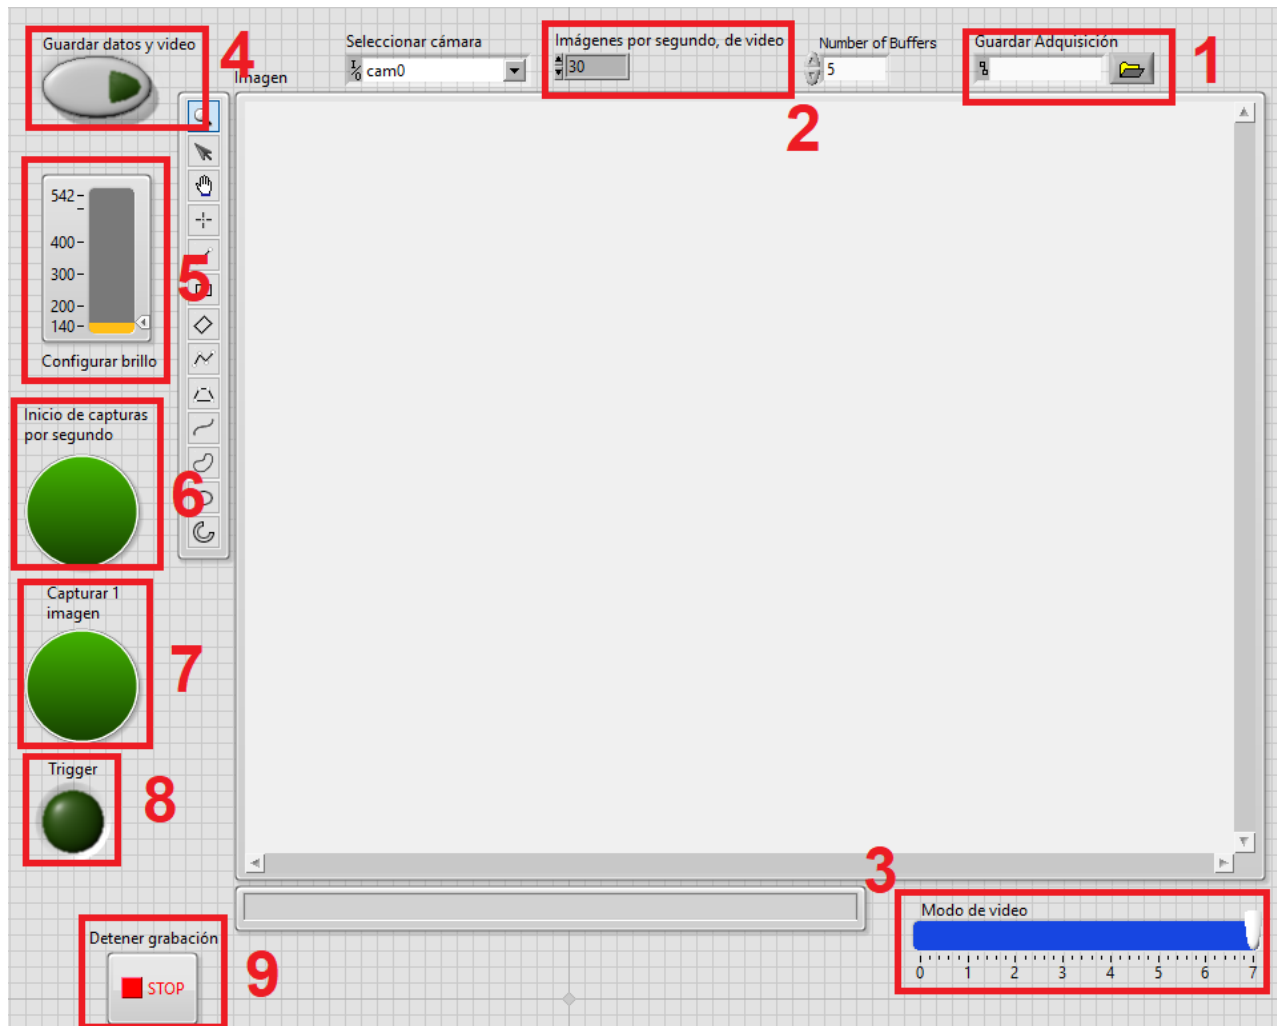 Guardar datos y video
4
Seleccionar cámara
cam0
Imagen
Imágenes por segundo, de video
30
2
Number of Buffers
5
Guardar Adquisición
1
542
400
300
200
140
Configurar brillo
5
Inicio de capturas
por segundo
6
Capturar 1
imagen
7
Trigger
8
3
Modo de video
0 1 2 3 4 5 6 7
Detener grabación
STOP
9